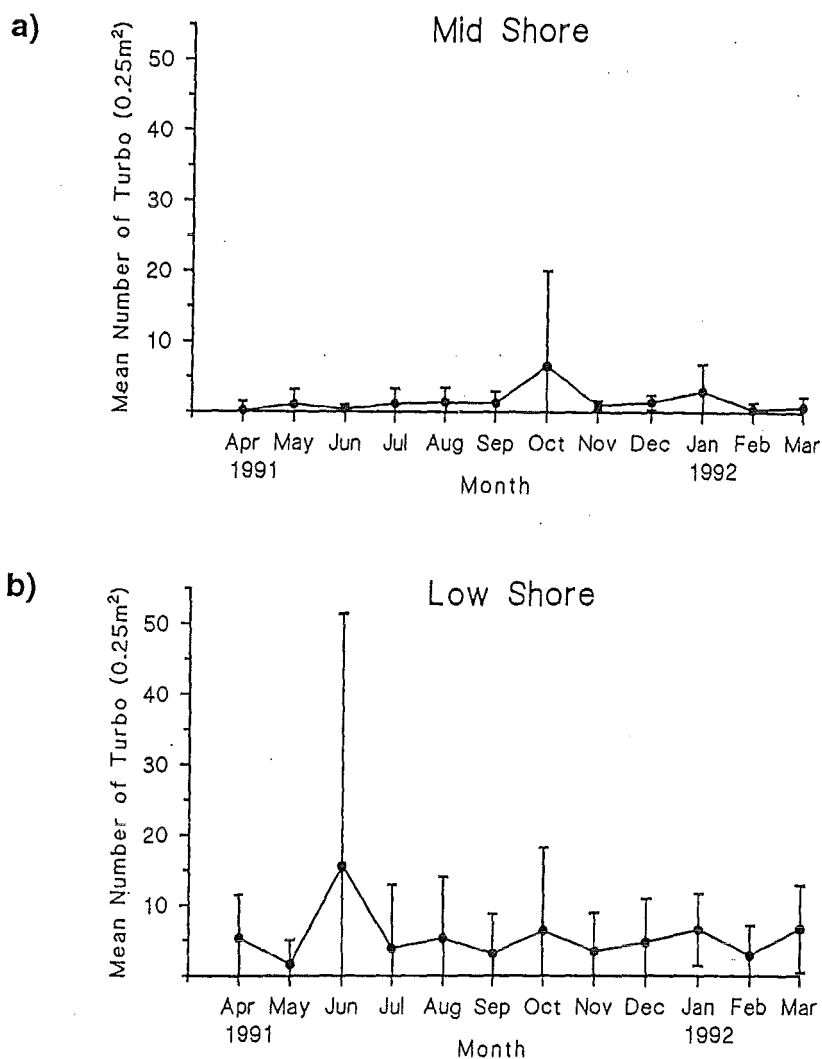 a)
Mid Shore
Mean Number of Turbo (0.25m²)
50
40
30
20
10
Apr May Jun Jul Aug Sep Oct Nov Dec Jan Feb Mar
1991 1992
Month
b)
Low Shore
Mean Number of Turbo (0.25m²)
50
40
30
20
10
Apr May Jun Jul Aug Sep Oct Nov Dec Jan Feb Mar
1991 1992
Month